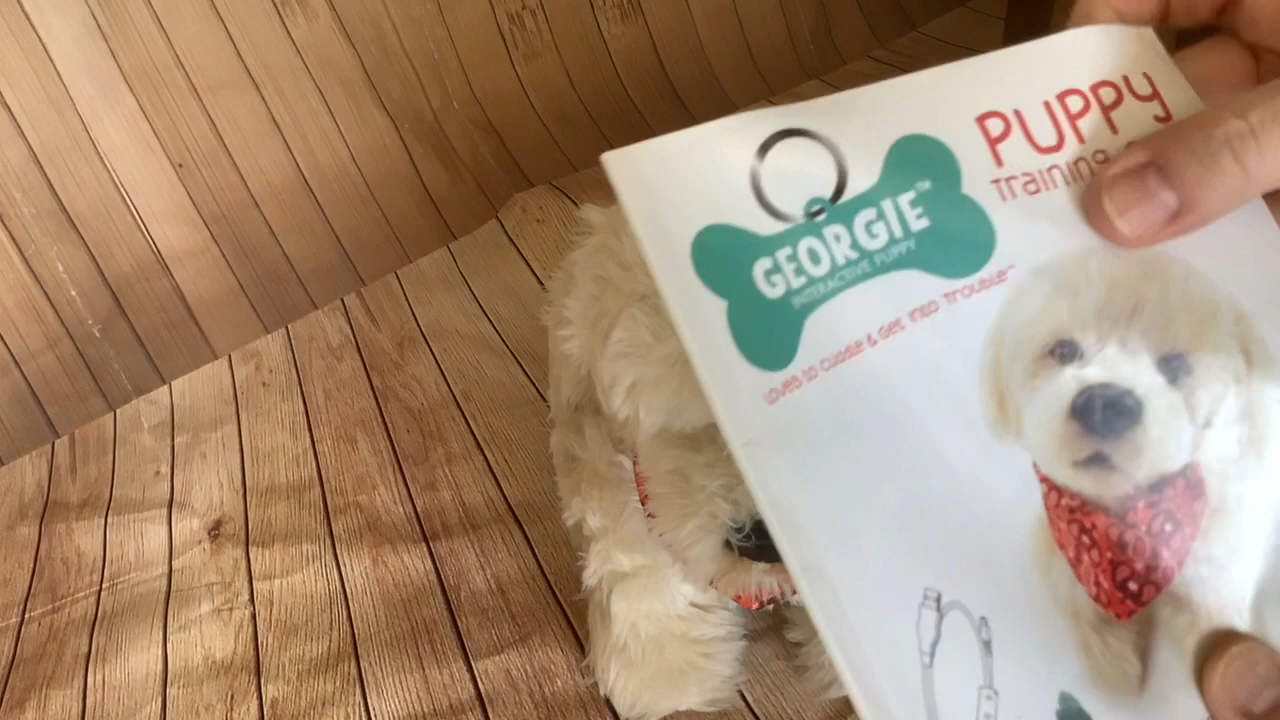 PUPPY
Training
GEORGIE™
INTERACTIVE PUPPY
Loves to Cuddle & Get into Trouble™